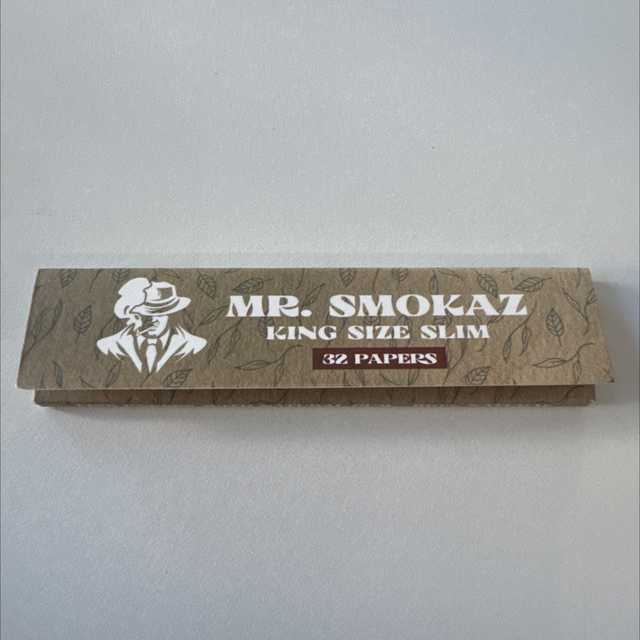 MR. SMOKAZ
KING SIZE SLIM
32 PAPERS